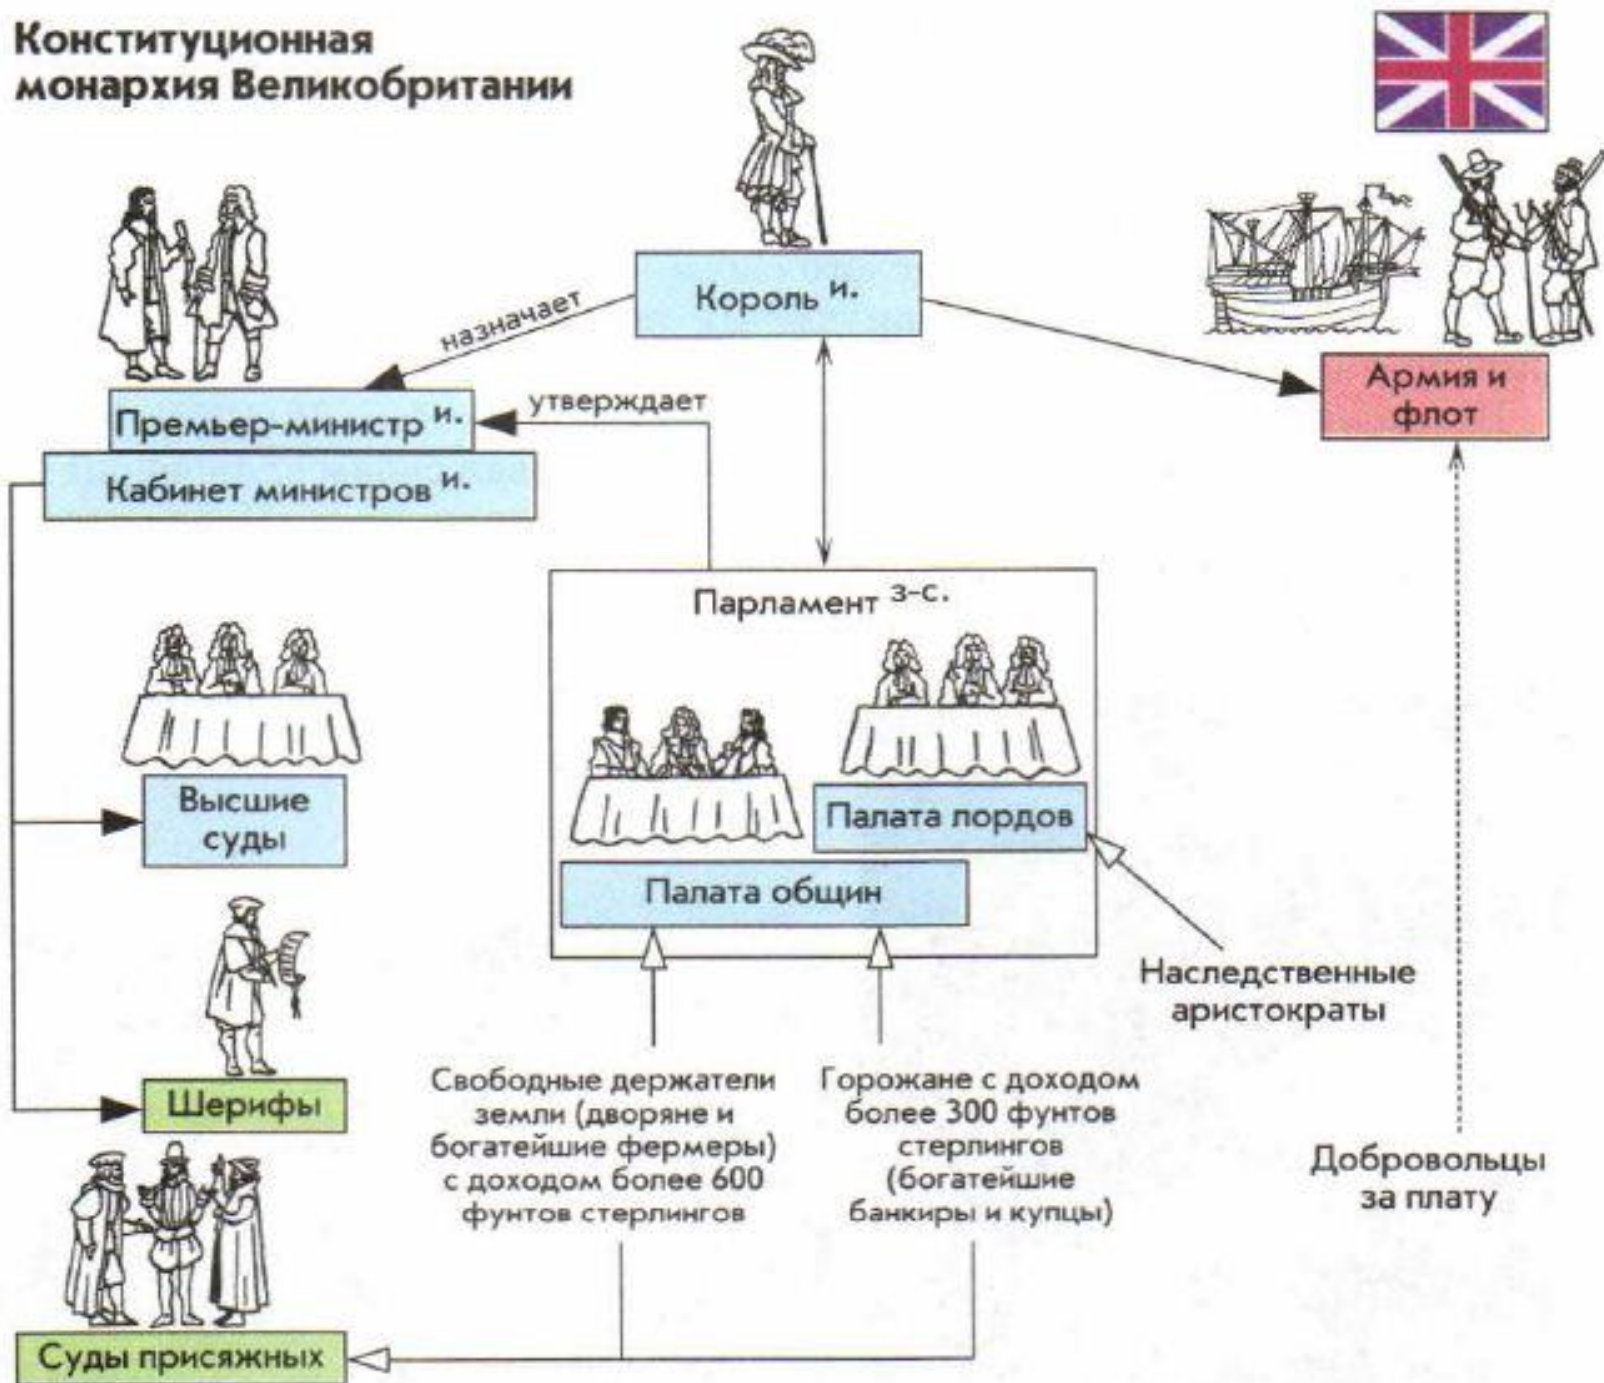 Конституционная
монархия Великобритании
Король и.
назначает
Армия и
флот
Премьер-министр и.
утверждает
Кабинет министров и.
Парламент з-с.
Высшие
суды
Палата лордов
Палата общин
Наследственные
аристократы
Шерифы
Свободные держатели
земли (дворяне и
богатейшие фермеры)
с доходом более 600
фунтов стерлингов
Горожане с доходом
более 300 фунтов
стерлингов
(богатейшие
банкиры и купцы)
Добровольцы
за плату
Суды присяжных